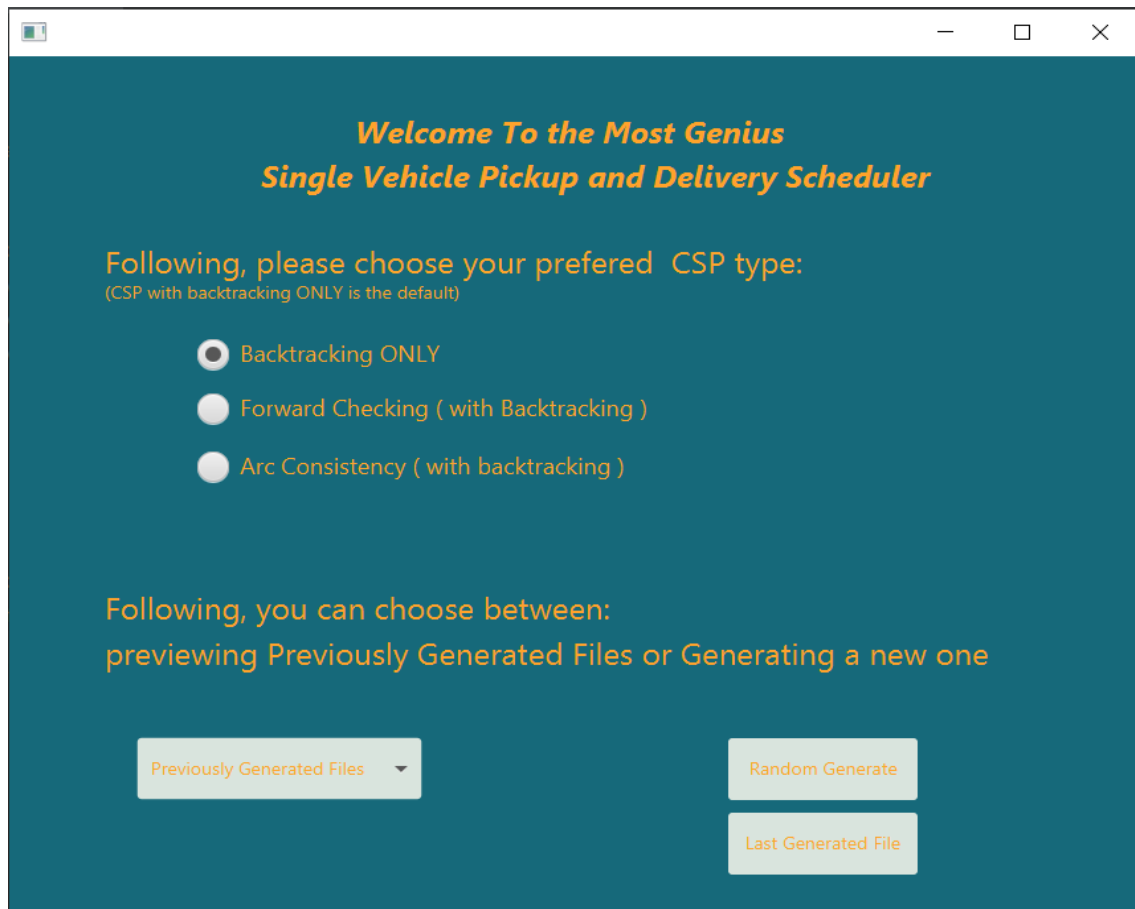 Welcome To the Most Genius
Single Vehicle Pickup and Delivery Scheduler
Following, please choose your prefered  CSP type:
(CSP with backtracking ONLY is the default)
Backtracking ONLY
Forward Checking ( with Backtracking )
Arc Consistency ( with backtracking )
Following, you can choose between:
previewing Previously Generated Files or Generating a new one
Previously Generated Files
Random Generate
Last Generated File